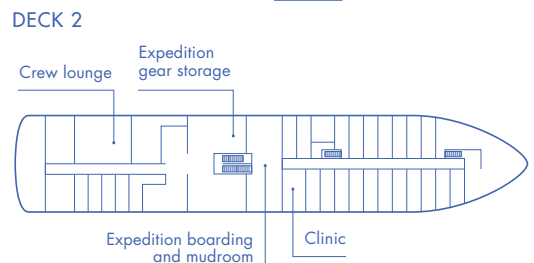 DECK 2
Expedition
gear storage
Crew lounge
Expedition boarding
and mudroom
Clinic